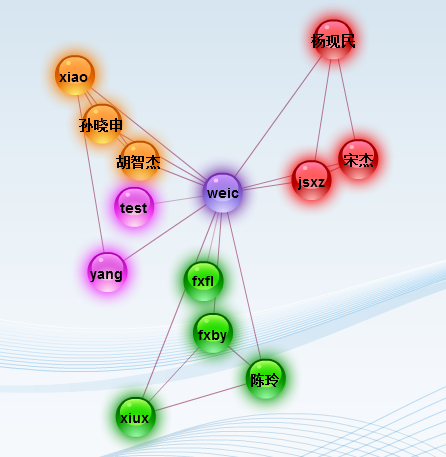 杨现民
xiao
孙晓申
胡智杰
宋杰
jsxz
weic
test
yang
fxfl
fxby
陈玲
xiux